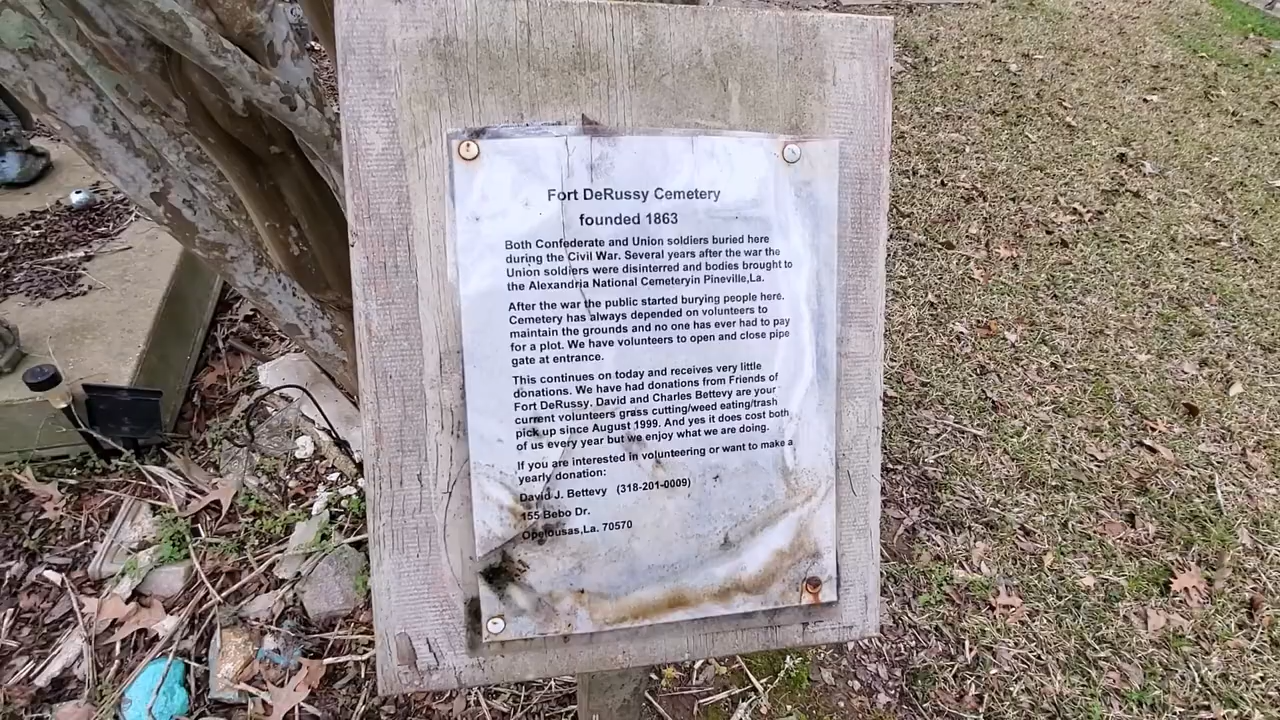 Fort DeRussy Cemetery
founded 1863
Both Confederate and Union soldiers buried here
during the Civil War. Several years after the war the
Union soldiers were disinterred and bodies brought to
the Alexandria National Cemeteryin Pineville,La.
After the war the public started burying people here.
Cemetery has always depended on volunteers to
maintain the grounds and no one has ever had to pay
for a plot. We have volunteers to open and close pipe
gate at entrance.
This continues on today and receives very little
donations. We have had donations from Friends of
Fort DeRussy. David and Charles Bettevy are your
current volunteers grass cutting/weed eating/trash
pick up since August 1999. And yes it does cost both
of us every year but we enjoy what we are doing.
If you are interested in volunteering or want to make a
yearly donation:
David J. Bettevy (318-201-0009)
155 Bebo Dr.
Opelousas,La. 70570